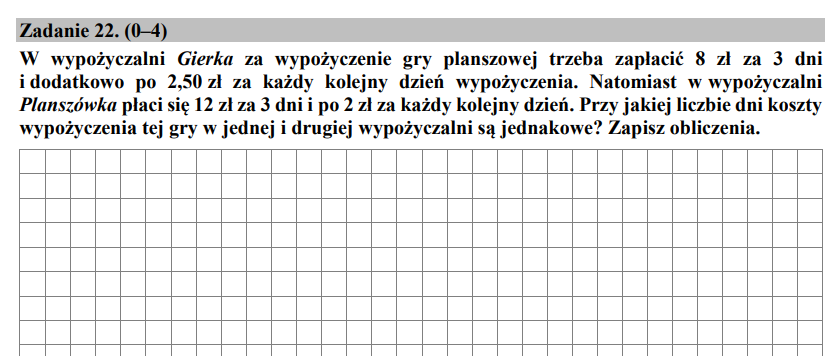 Zadanie 22. (0–4)
W wypożyczalni Gierka za wypożyczenie gry planszowej trzeba zapłacić 8 zł za 3 dni
i dodatkowo po 2,50 zł za każdy kolejny dzień wypożyczenia. Natomiast w wypożyczalni
Planszówka płaci się 12 zł za 3 dni i po 2 zł za każdy kolejny dzień. Przy jakiej liczbie dni koszty
wypożyczenia tej gry w jednej i drugiej wypożyczalni są jednakowe? Zapisz obliczenia.